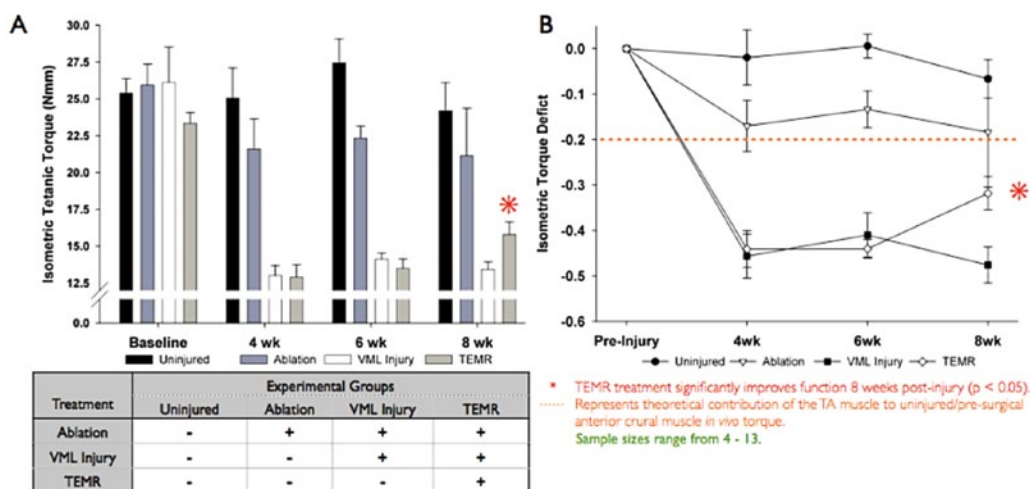 A
Isometric Tetanic Torque (Nmm)
30.0
27.5
25.0
22.5
20.0
17.5
15.0
12.5
0.0
*
Baseline 4 wk 6 wk 8 wk
Uninjured Ablation VML Injury TEMR
Experimental Groups
Treatment Uninjured Ablation VML Injury TEMR
Ablation - + + +
VML Injury - - + +
TEMR - - - +
B
Isometric Torque Defict
0.0
-0.1
-0.2
-0.3
-0.4
-0.5
-0.6
*
Pre-Injury 4wk 6wk 8wk
Uninjured Ablation VML Injury TEMR
* TEMR treatment significantly improves function 8 weeks post-injury (p < 0.05).
Represents theoretical contribution of the TA muscle to uninjured/pre-surgical
anterior crural muscle in vivo torque.
Sample sizes range from 4 - 13.